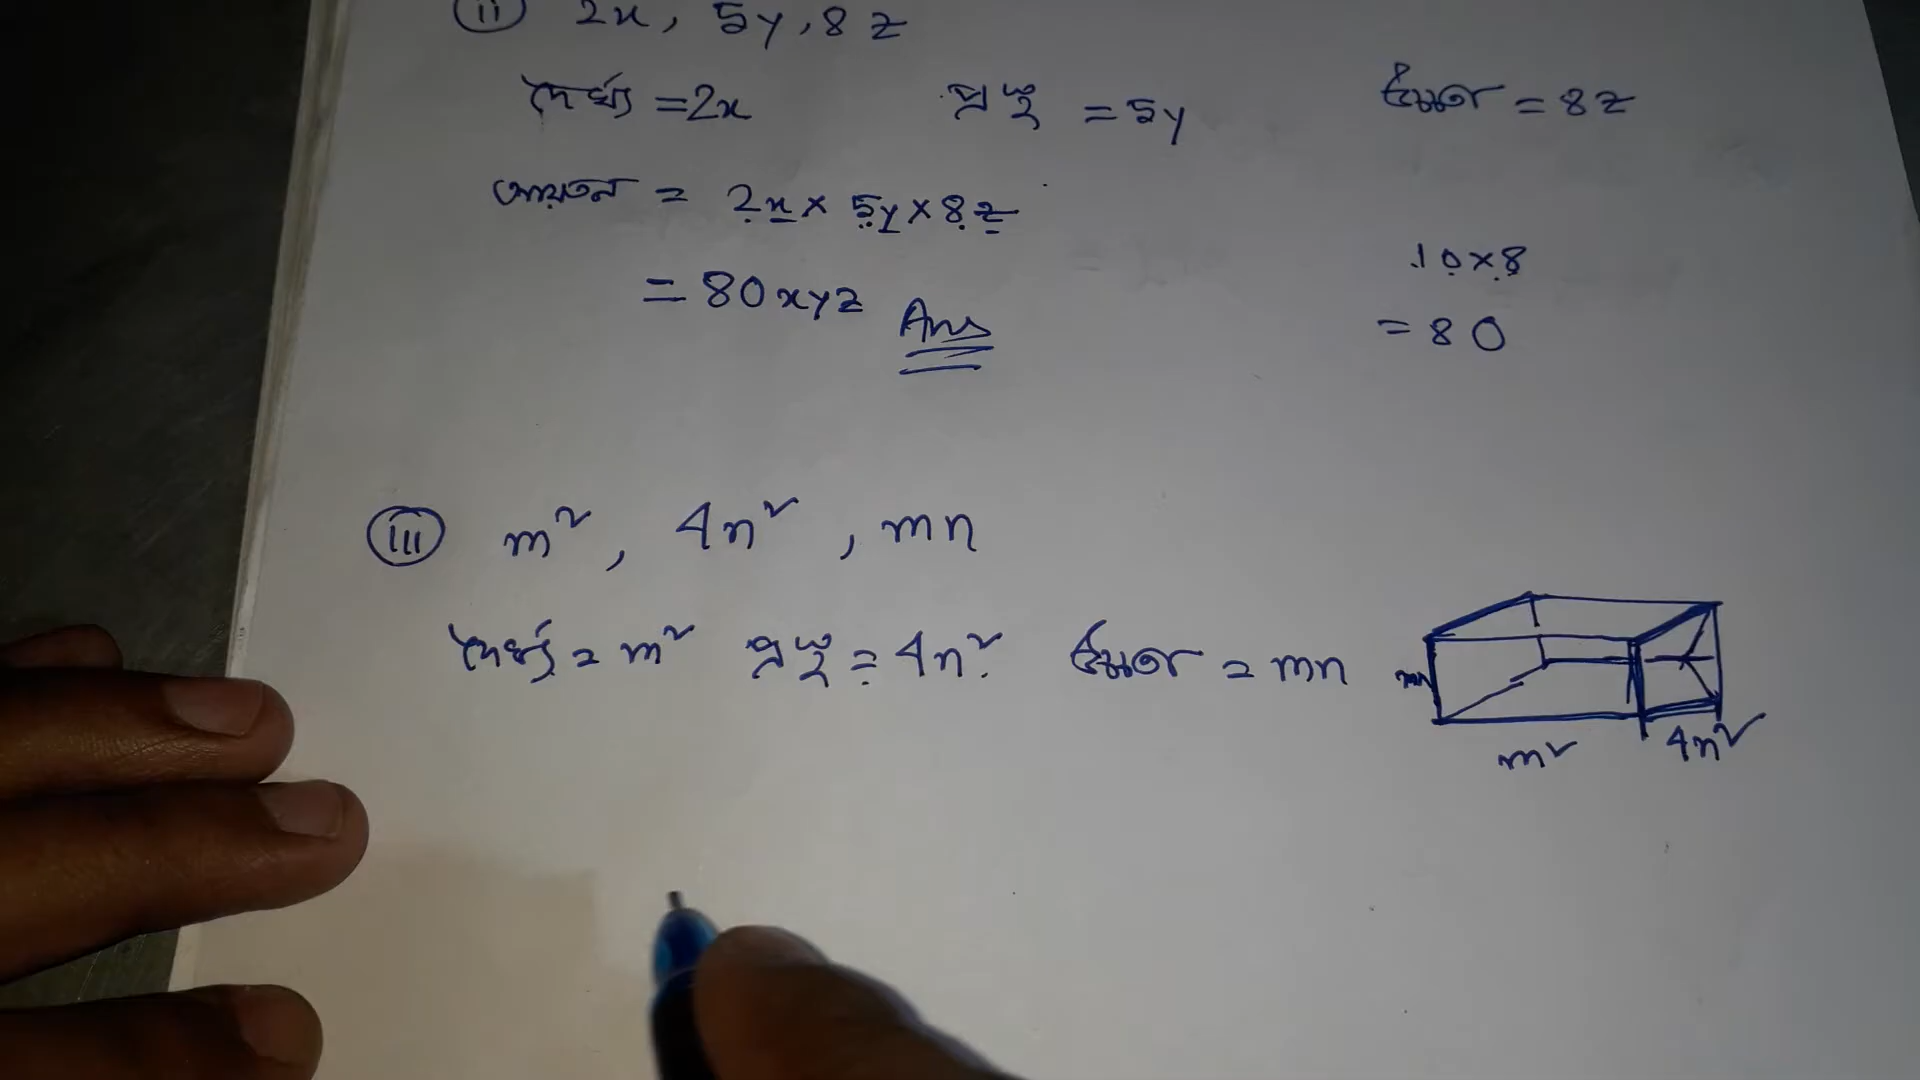 (ii) 2x, 5y, 8z
দৈর্ঘ্য = 2x প্রস্থ = 5y উচ্চতা = 8z
আয়তন = 2x × 5y × 8z
= 80xyz Ans
10×8
= 80
(iii) m², 4n², mn
দৈর্ঘ্য = m² প্রস্থ = 4n² উচ্চতা = mn
mn
m² 4n²